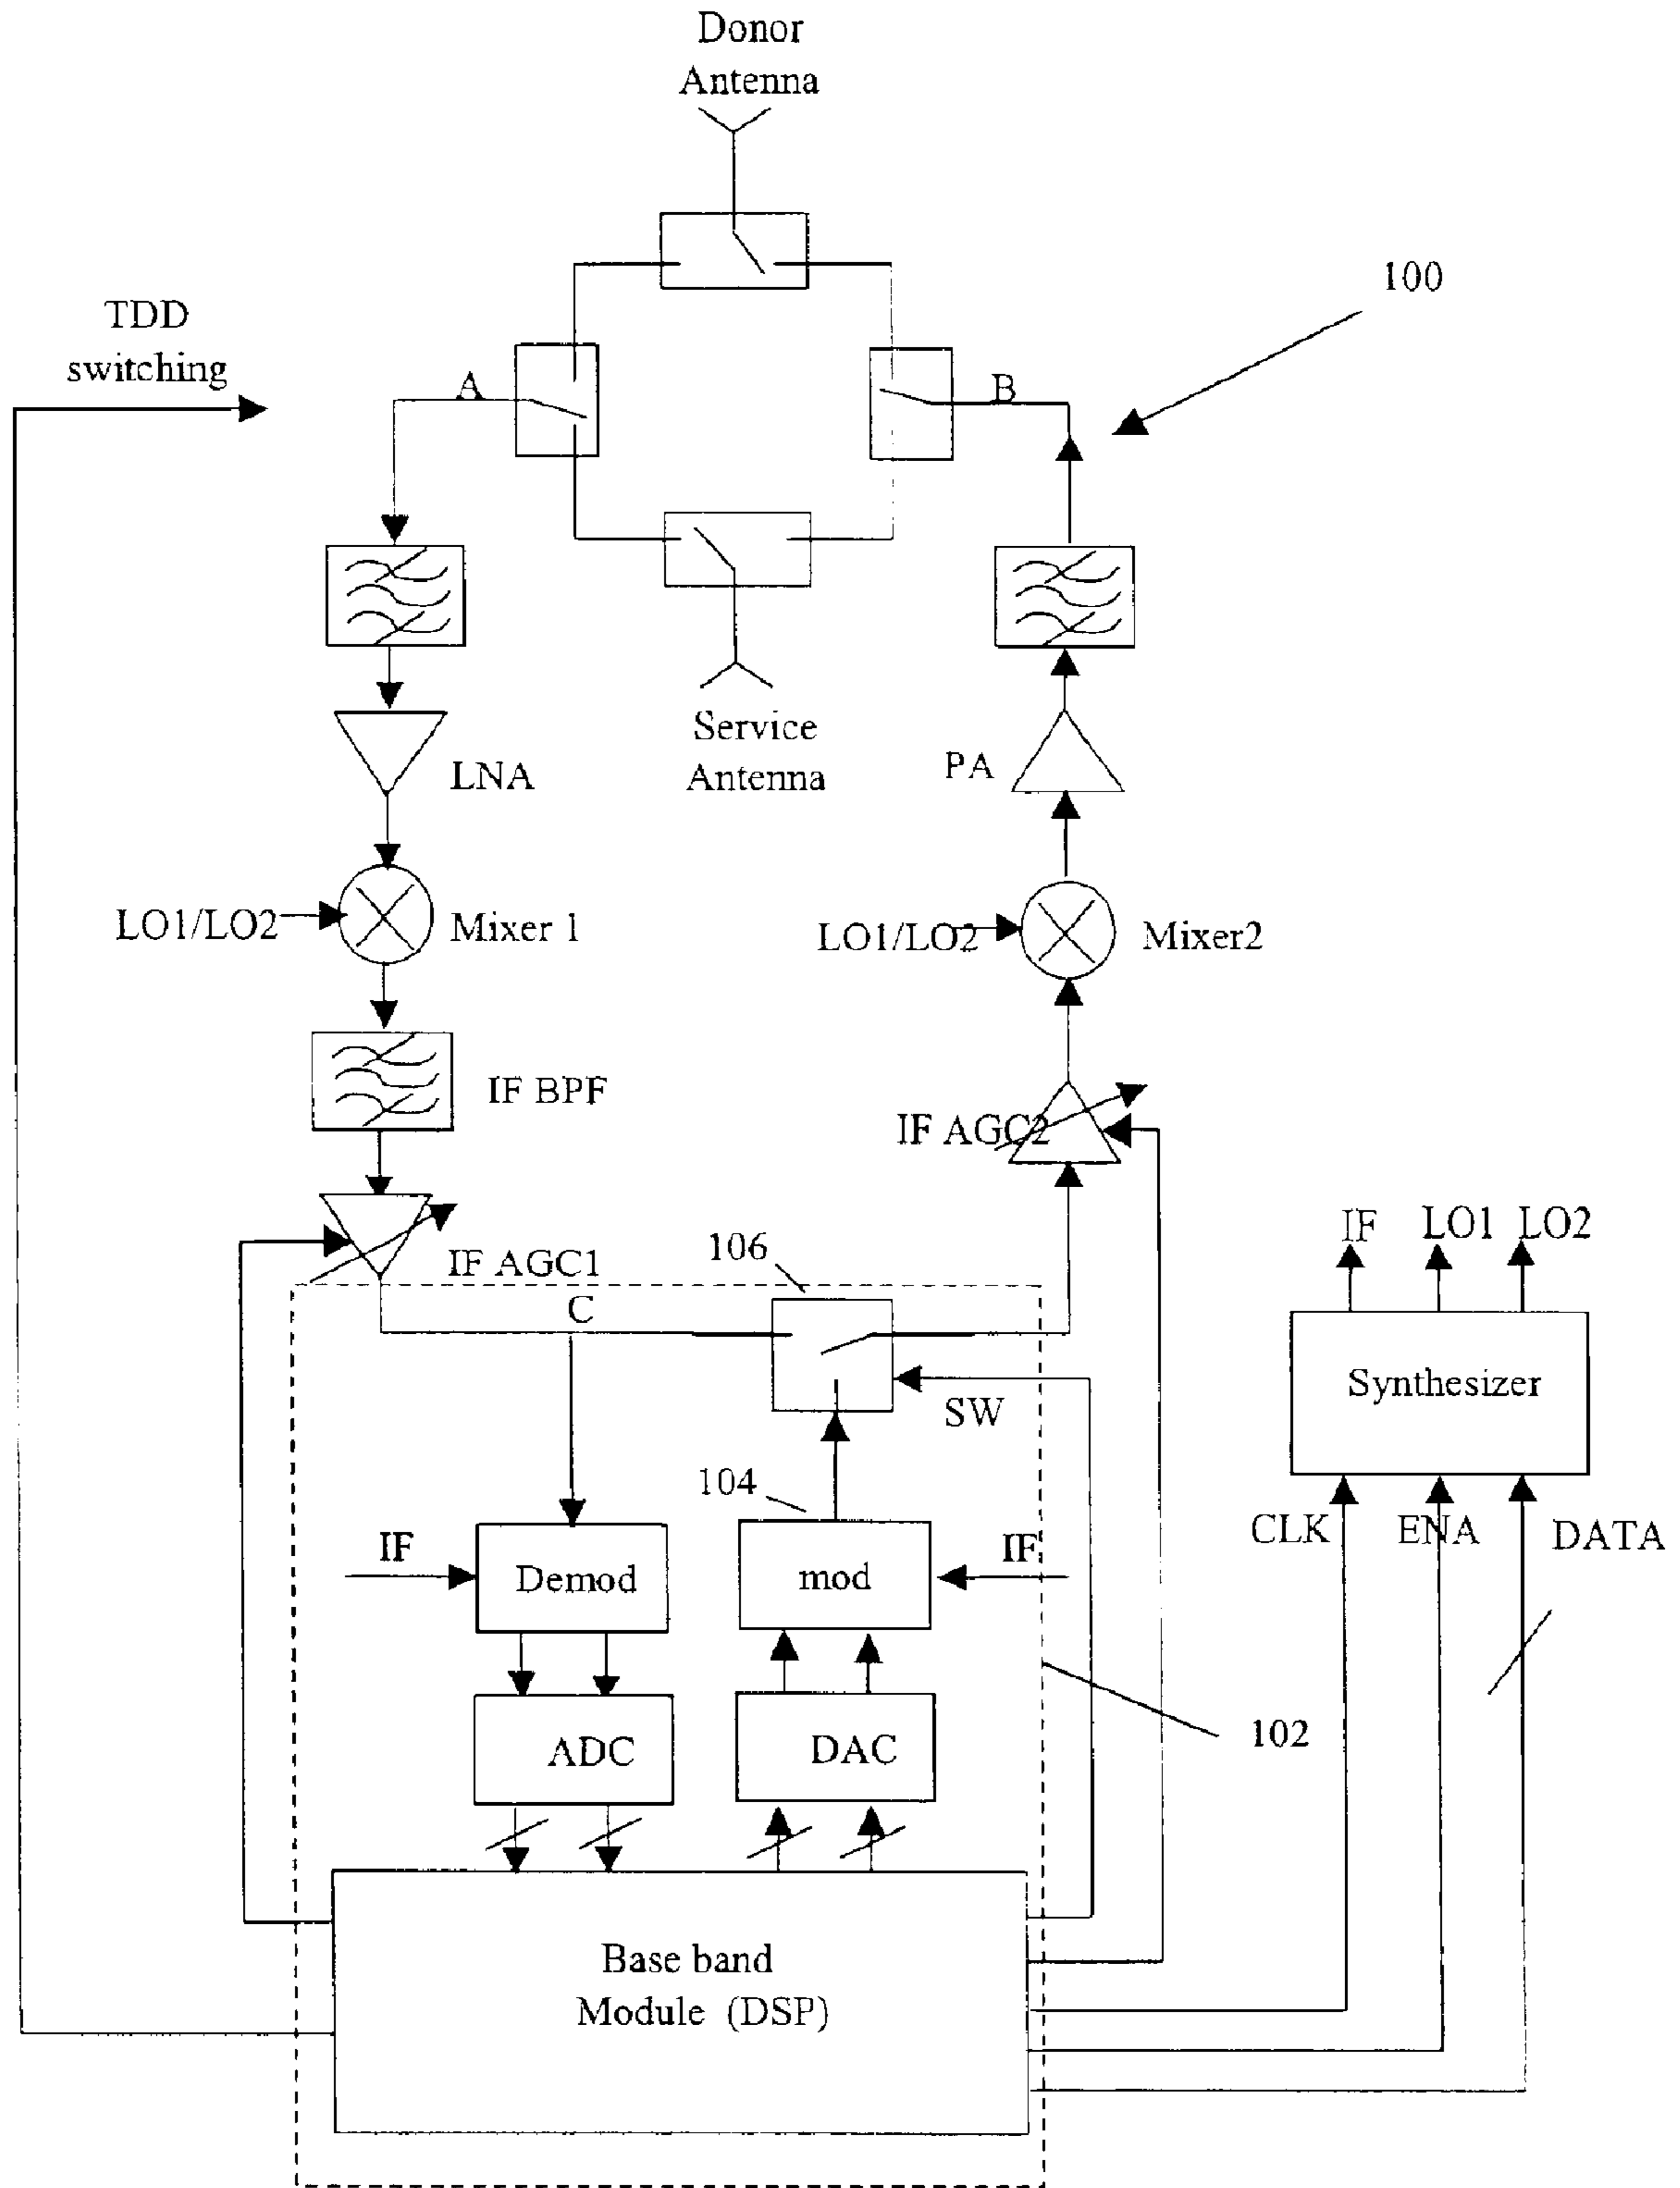 Donor
Antenna
100
TDD
switching
A
B
Service
Antenna
LNA
PA
LO1/LO2
Mixer 1
LO1/LO2
Mixer2
IF BPF
IF AGC2
IF AGC1
106
C
IF
LO1
LO2
Synthesizer
SW
104
CLK
ENA
DATA
IF
Demod
mod
IF
ADC
DAC
102
Base band
Module (DSP)